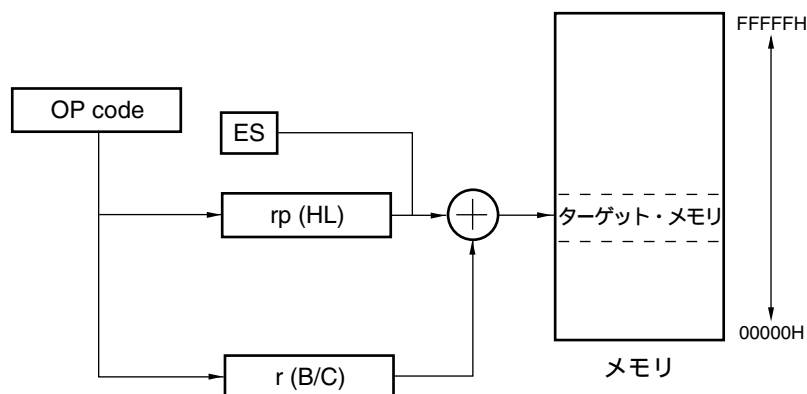 FFFFFH
OP code
ES
rp (HL)
ターゲット・メモリ
r (B/C)
00000H
メモリ